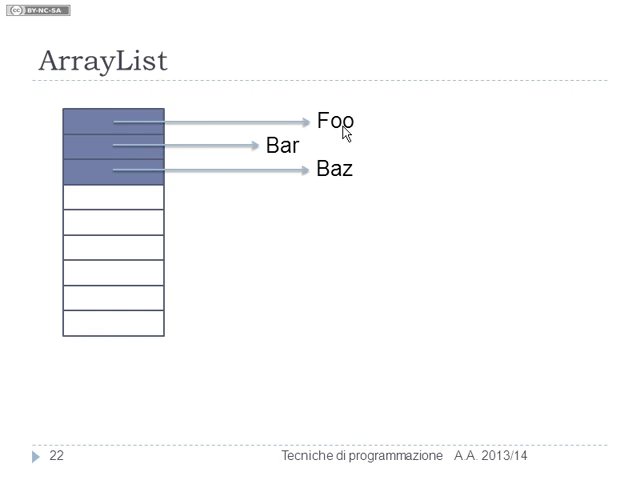 BY-NC-SA
ArrayList
Foo
Bar
Baz
22
Tecniche di programmazione A.A. 2013/14